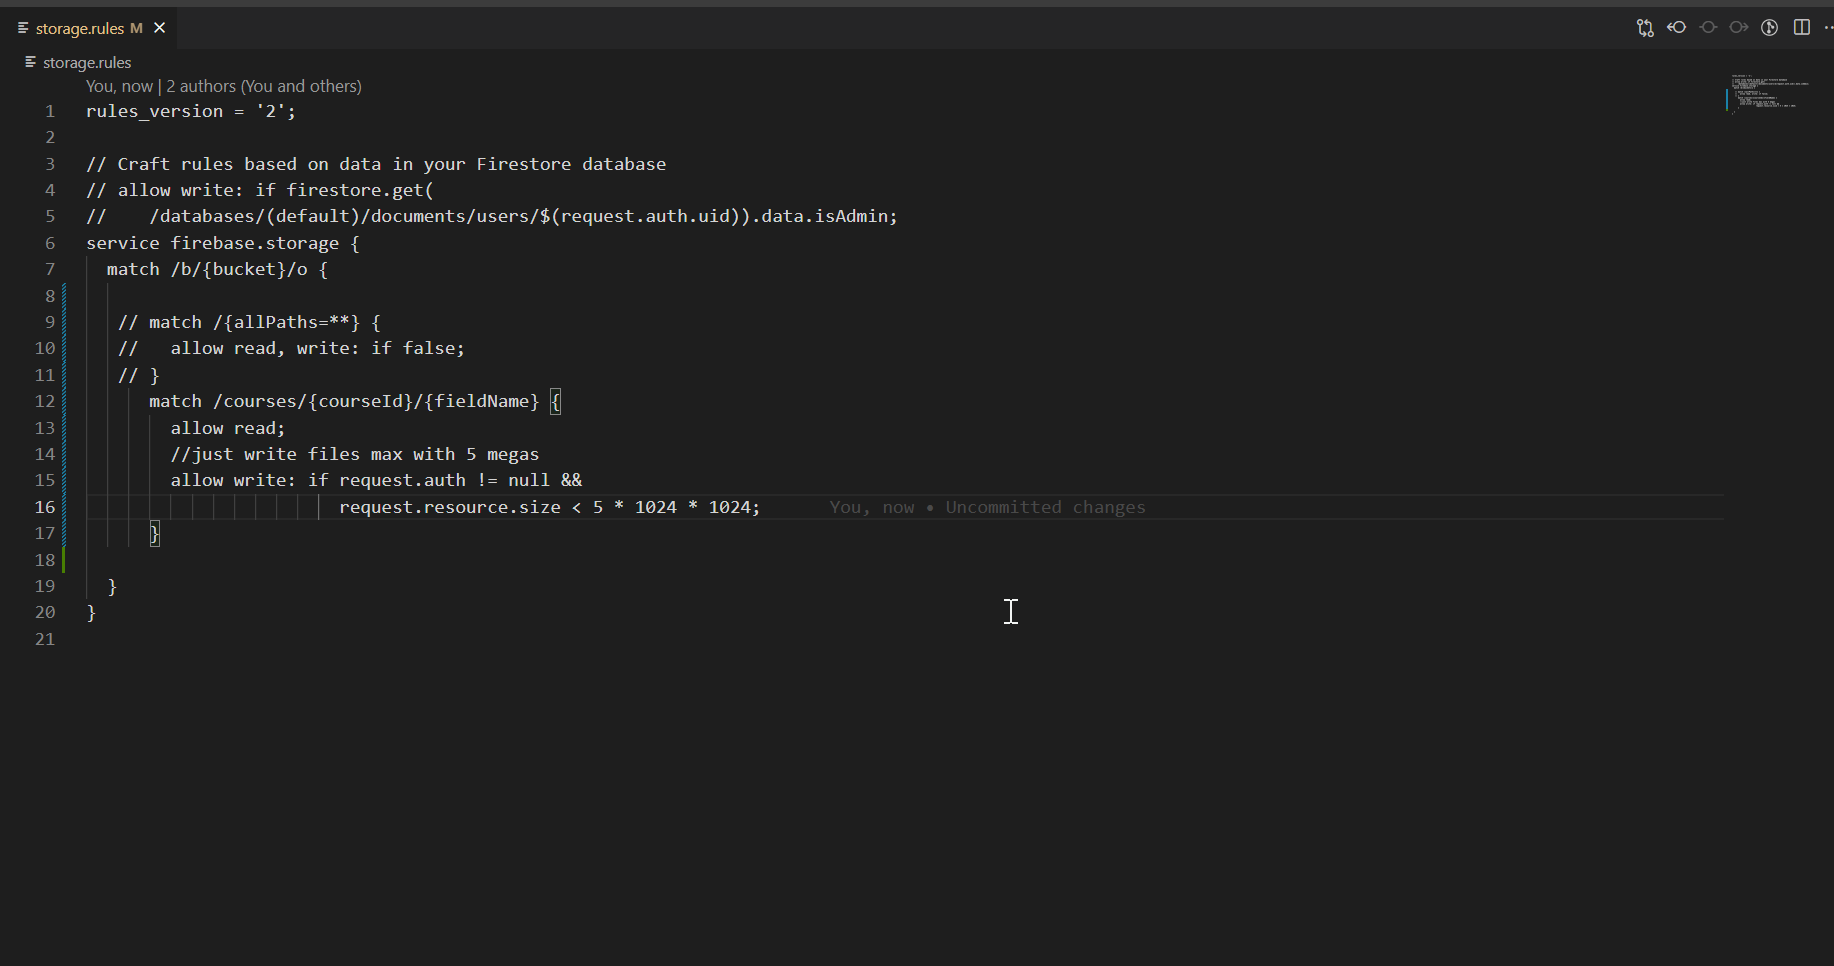 storage.rules M
storage.rules
You, now | 2 authors (You and others)
1 rules_version = '2';
2
3 // Craft rules based on data in your Firestore database
4 // allow write: if firestore.get(
5 //    /databases/(default)/documents/users/$(request.auth.uid)).data.isAdmin;
6 service firebase.storage {
7   match /b/{bucket}/o {
8
9    // match /{allPaths=**} {
10    //   allow read, write: if false;
11    // }
12       match /courses/{courseId}/{fieldName} {
13         allow read;
14         //just write files max with 5 megas
15         allow write: if request.auth != null &&
16                         request.resource.size < 5 * 1024 * 1024; You, now • Uncommitted changes
17       }
18
19   }
20 }
21